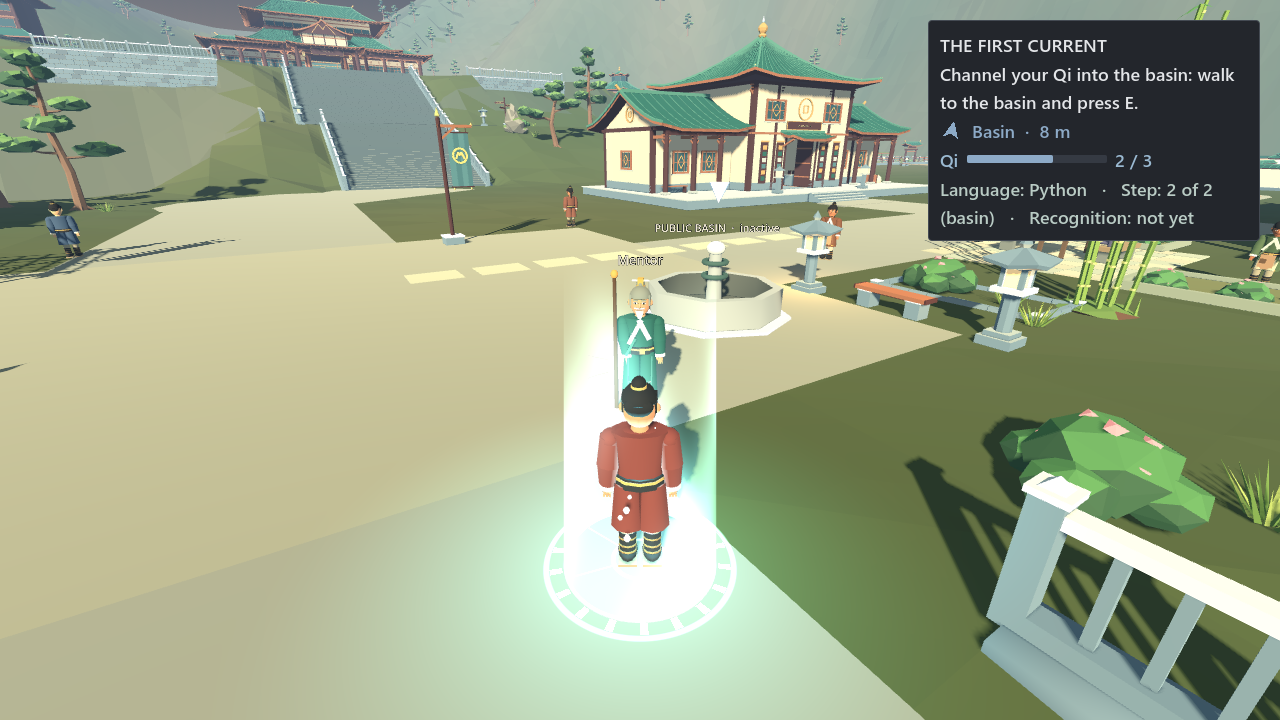 THE FIRST CURRENT
Channel your Qi into the basin: walk
to the basin and press E.
Basin · 8 m
Qi 2 / 3
Language: Python · Step: 2 of 2
(basin) · Recognition: not yet
PUBLIC BASIN · inactive
Mentor